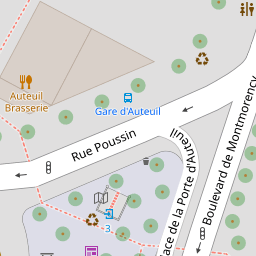 Auteuil
Brasserie
Gare d'Auteuil
Rue Poussin
Boulevard de Montmorency
ace de la Porte d'Auteuil
3